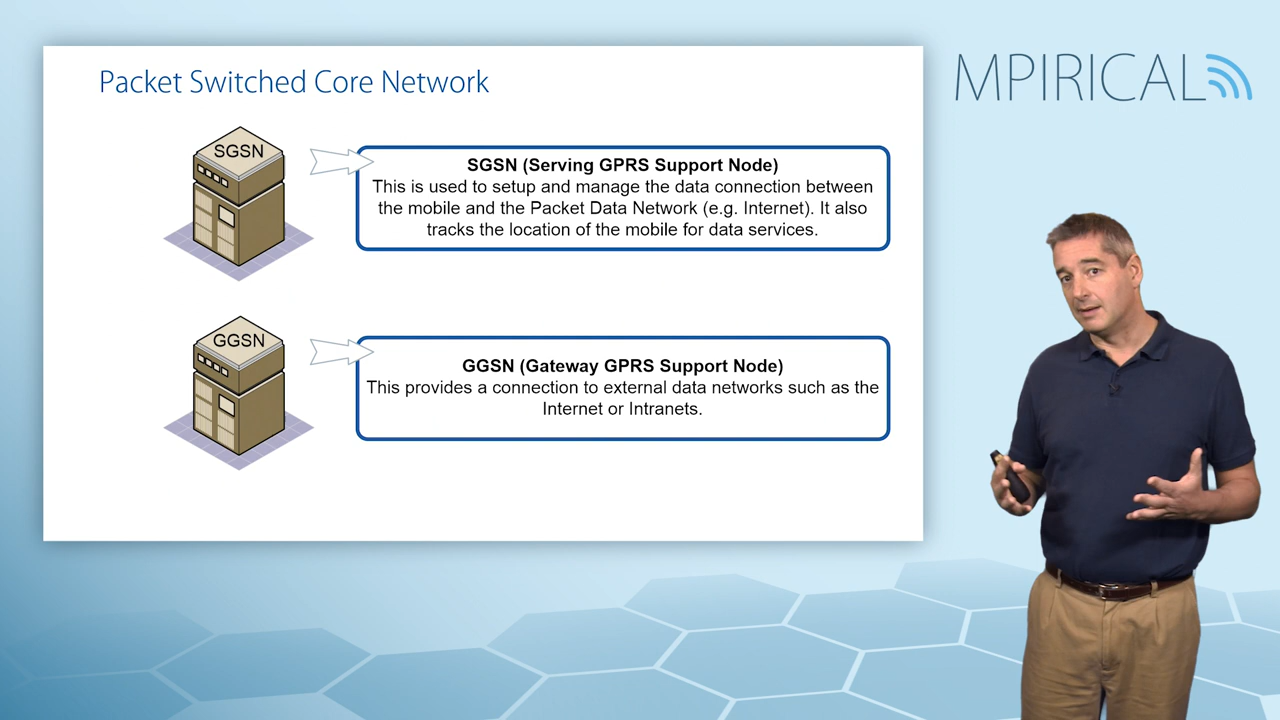 Packet Switched Core Network
MPIRICAL
SGSN
SGSN (Serving GPRS Support Node)
This is used to setup and manage the data connection between
the mobile and the Packet Data Network (e.g. Internet). It also
tracks the location of the mobile for data services.
GGSN
GGSN (Gateway GPRS Support Node)
This provides a connection to external data networks such as the
Internet or Intranets.